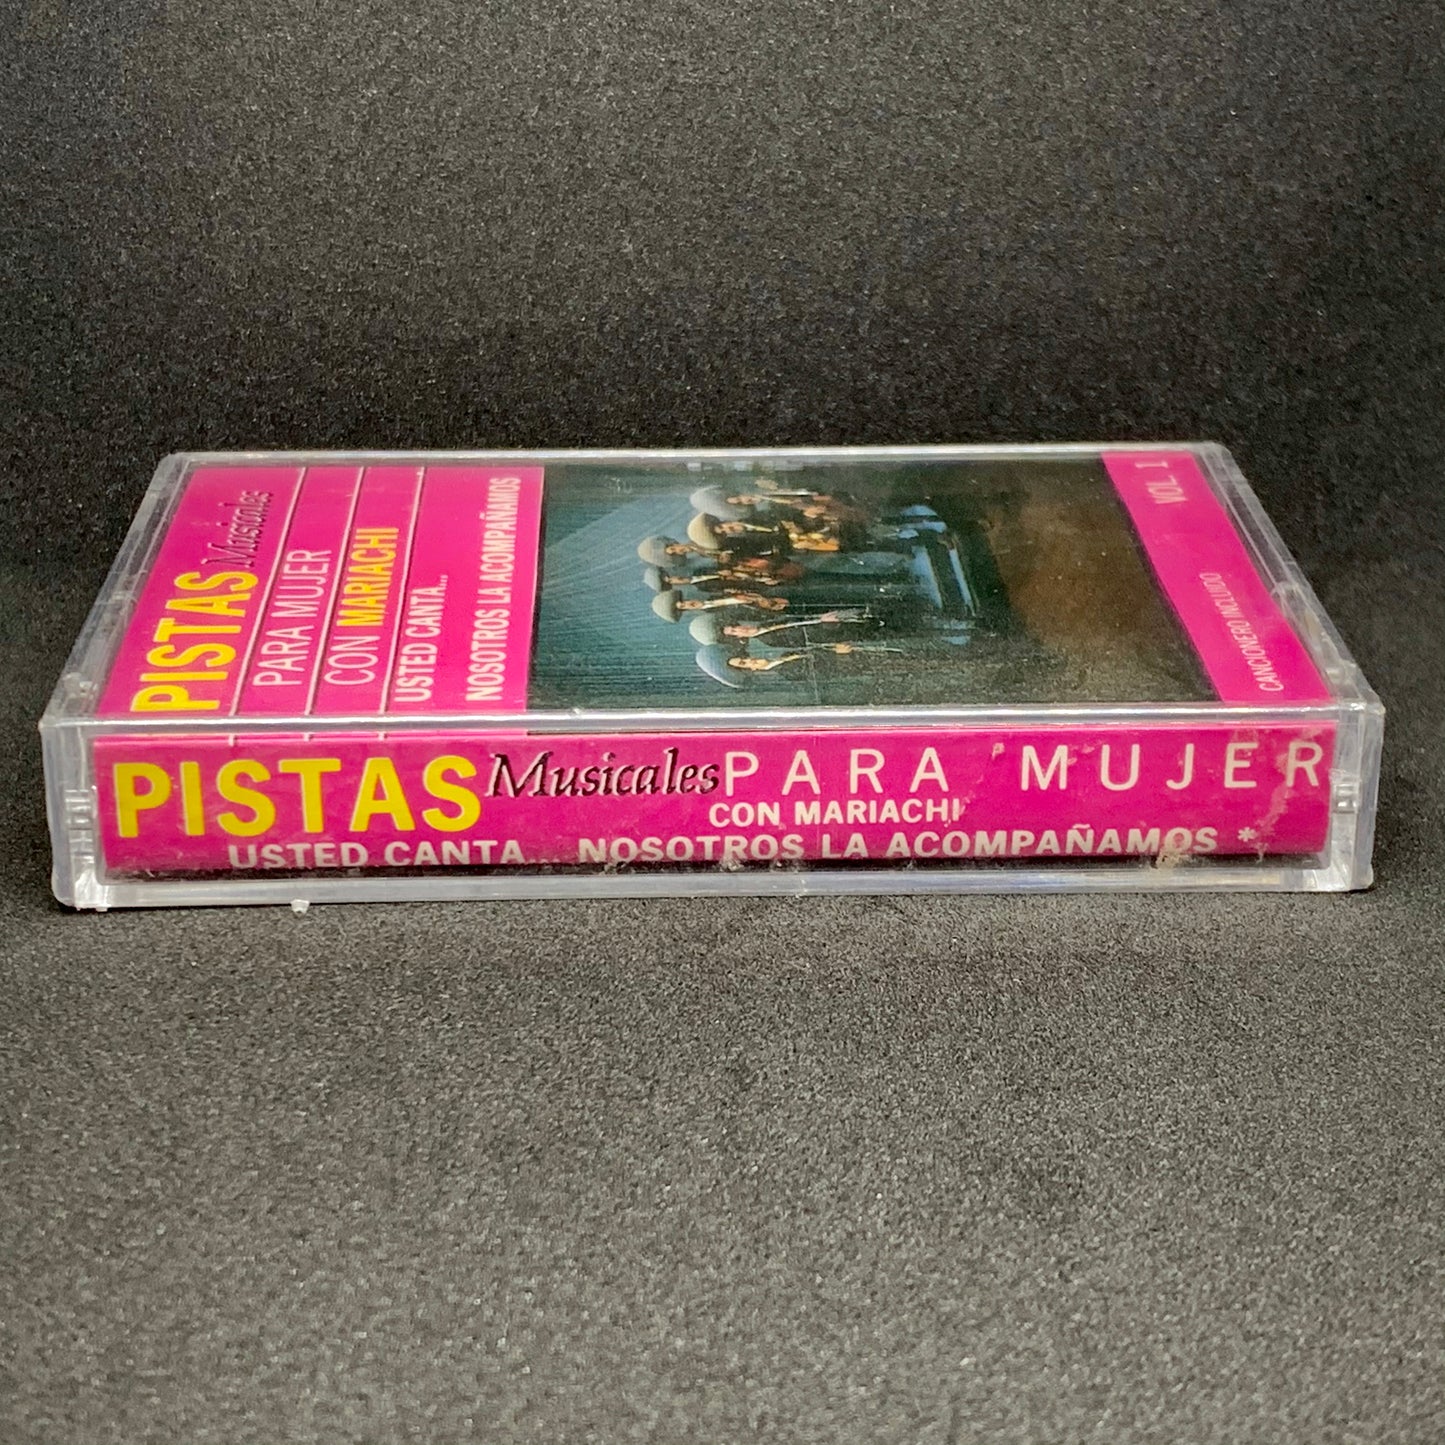 PISTAS Musicales
PARA MUJER
CON MARIACHI
USTED CANTA...
NOSOTROS LA ACOMPAÑAMOS
VOL. 1
CANCIONERO INCLUIDO
PISTAS Musicales PARA MUJER
CON MARIACHI
USTED CANTA... NOSOTROS LA ACOMPAÑAMOS *